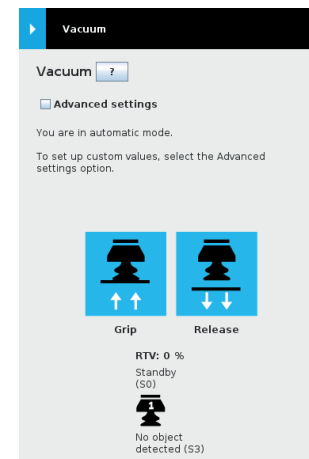 Vacuum
Vacuum ?
Advanced settings
You are in automatic mode.
To set up custom values, select the Advanced
settings option.
Grip Release
RTV: 0 %
Standby
(S0)
1
No object
detected (S3)